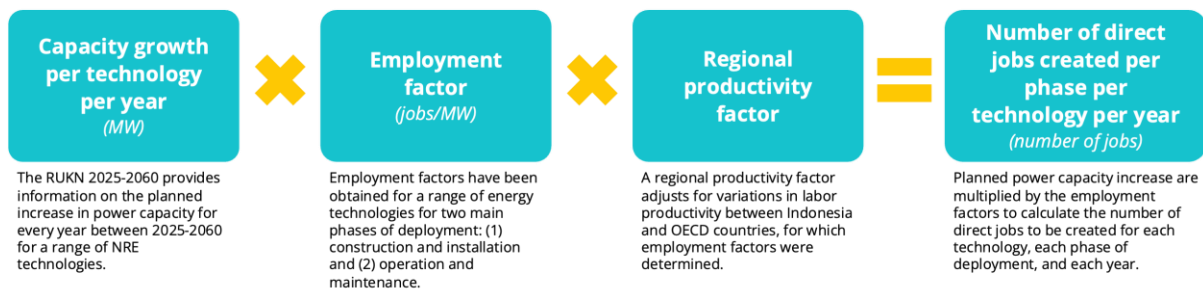 Capacity growth
per technology
per year
(MW)
Employment
factor
(jobs/MW)
Regional
productivity
factor
Number of direct
jobs created per
phase per
technology per year
(number of jobs)
The RUKN 2025-2060 provides
information on the planned
increase in power capacity for
every year between 2025-2060
for a range of NRE
technologies.
Employment factors have been
obtained for a range of energy
technologies for two main
phases of deployment: (1)
construction and installation
and (2) operation and
maintenance.
A regional productivity factor
adjusts for variations in labor
productivity between Indonesia
and OECD countries, for which
employment factors were
determined.
Planned power capacity increase are
multiplied by the employment
factors to calculate the number of
direct jobs to be created for each
technology, each phase of
deployment, and each year.